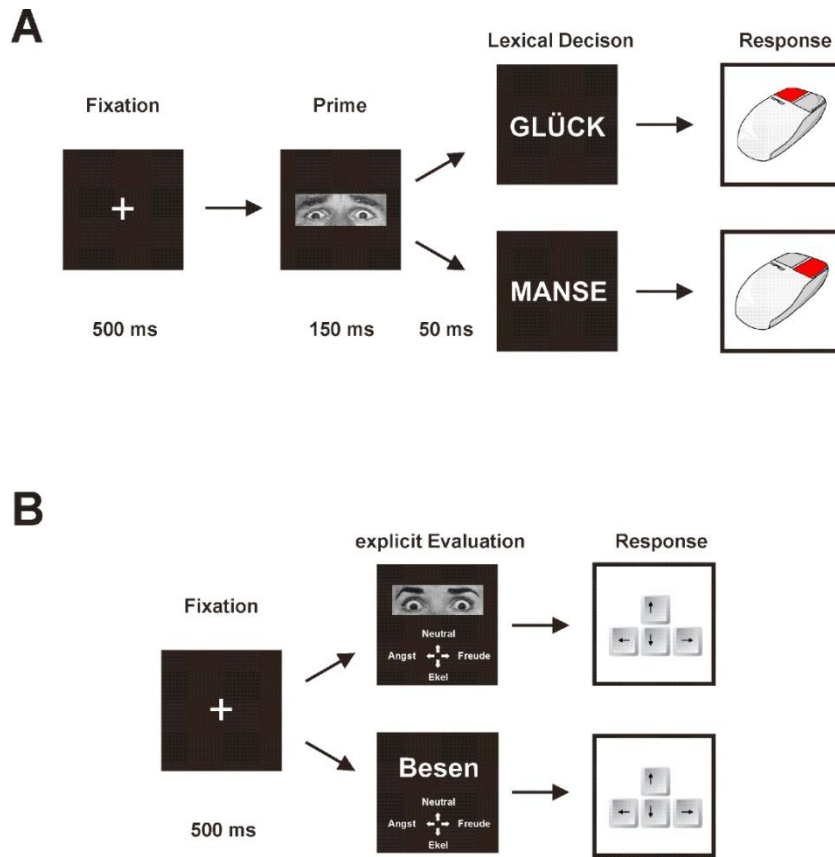 A
Lexical Decison
Response
Fixation
Prime
GLÜCK
MANSE
500 ms
150 ms
50 ms
B
explicit Evaluation
Response
Fixation
Neutral
Angst
Freude
Ekel
Besen
Neutral
Angst
Freude
Ekel
500 ms